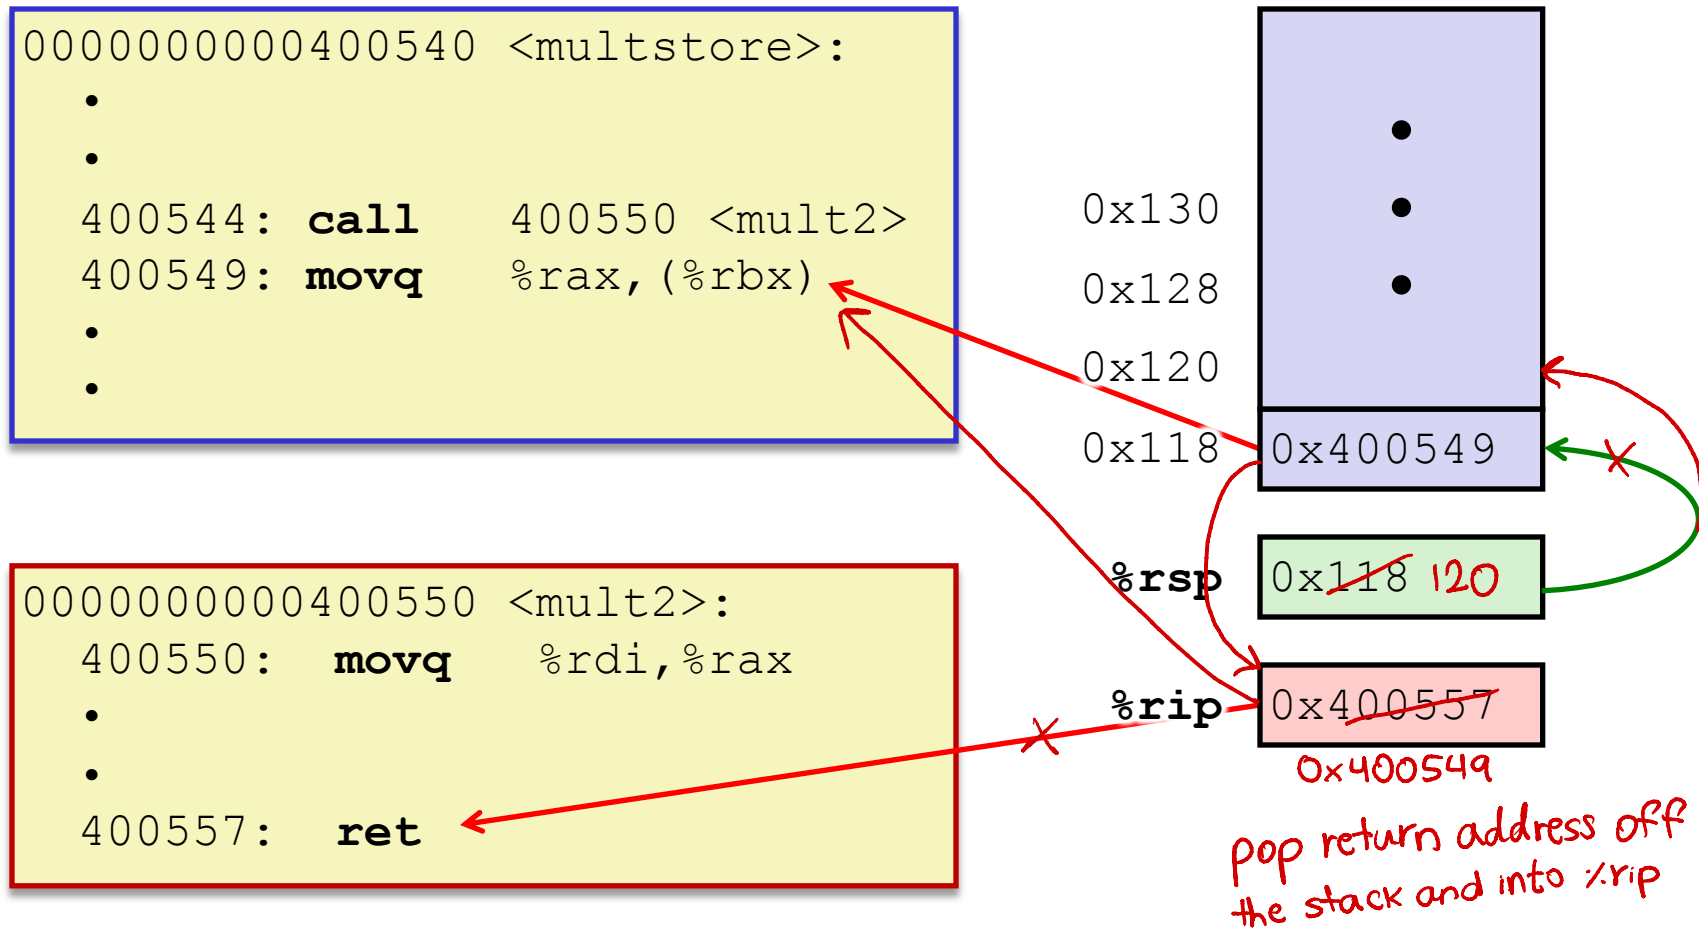 0000000000400540 <multstore>:
•
•
400544: call 400550 <mult2>
400549: movq %rax,(%rbx)
•
•
0000000000400550 <mult2>:
400550: movq %rdi,%rax
•
•
400557: ret
•
0x130 •
0x128 •
0x120
0x118 0x400549
%rsp 0x118 120
%rip 0x400557
0x400549
pop return address off
the stack and into %rip